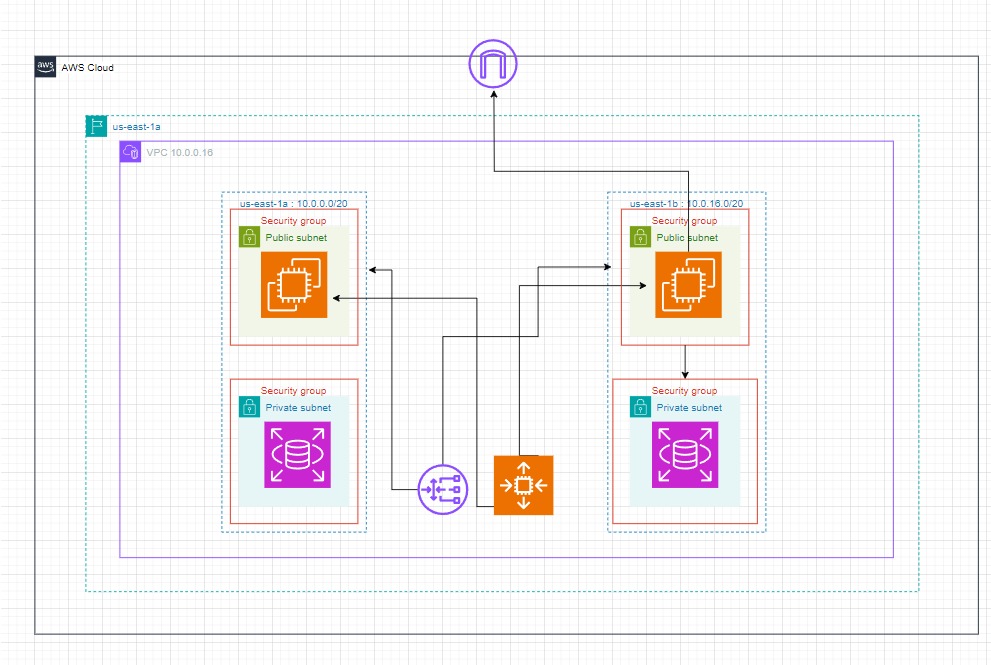 aws
AWS Cloud
us-east-1a
VPC 10.0.0.16
us-east-1a : 10.0.0.0/20
Security group
Public subnet
us-east-1b : 10.0.16.0/20
Security group
Public subnet
Security group
Private subnet
Security group
Private subnet